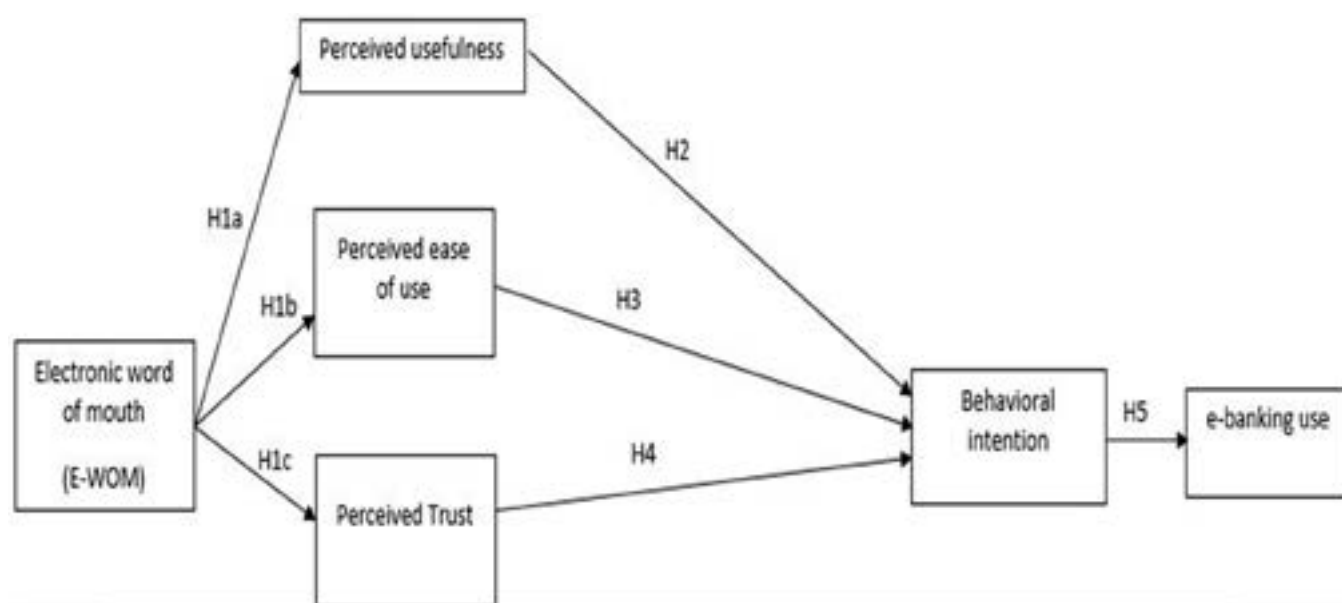 Perceived usefulness
H2
H1a
Perceived ease
of use
H1b
H3
Electronic word
of mouth
(E-WOM)
Behavioral
intention
H5
e-banking use
H1c
H4
Perceived Trust